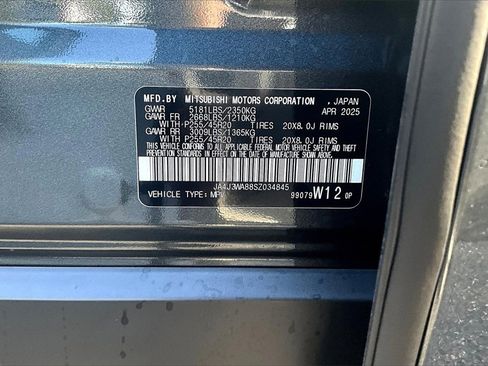 MFD.BY MITSUBISHI MOTORS CORPORATION, JAPAN
GVWR 5181LBS/2350KG APR 2025
GAWR FR 2668LBS/1210KG
WITH P255/45R20 TIRES 20X8.0J RIMS
GAWR RR 3009LBS/1365KG
WITH P255/45R20 TIRES 20X8.0J RIMS
THIS VEHICLE CONFORMS TO ALL APPLICABLE FEDERAL MOTOR VEHICLE SAFETY, BUMPER, AND
THEFT PREVENTION STANDARDS IN EFFECT ON THE DATE OF MANUFACTURE SHOWN ABOVE.
JA4J3WA88SZ034845
VEHICLE TYPE: MPV 99079 W12 0P